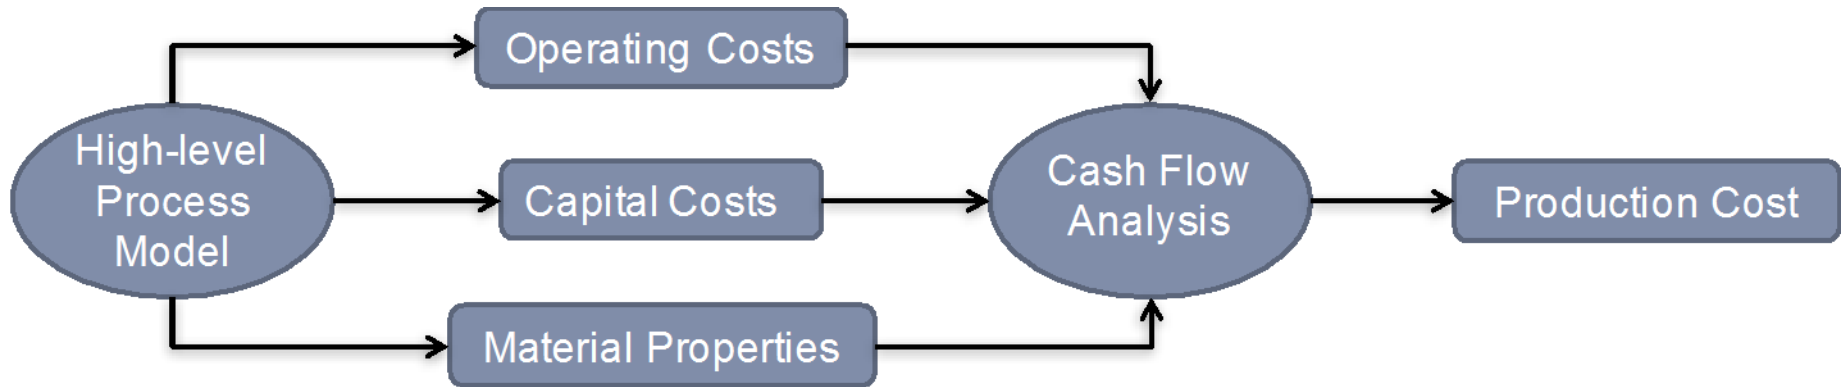 Operating Costs
High-level
Process
Model
Capital Costs
Cash Flow
Analysis
Production Cost
Material Properties